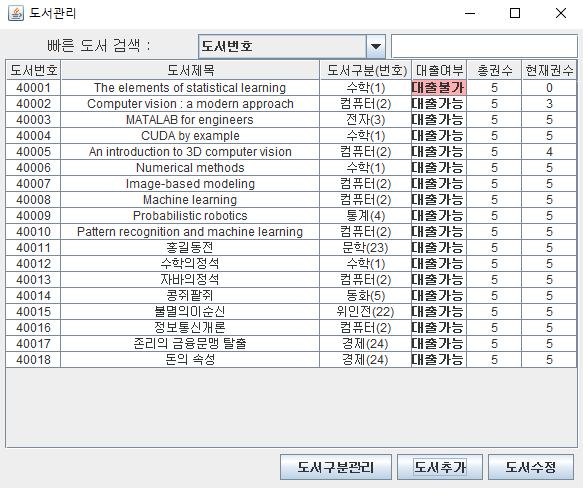 도서관리
빠른 도서 검색 : 도서번호
도서번호 도서제목 도서구분(번호) 대출여부 총권수 현재권수
40001 The elements of statistical learning 수학(1) 대출불가 5 0
40002 Computer vision : a modern approach 컴퓨터(2) 대출가능 5 3
40003 MATALAB for engineers 전자(3) 대출가능 5 5
40004 CUDA by example 수학(1) 대출가능 5 5
40005 An introduction to 3D computer vision 컴퓨터(2) 대출가능 5 4
40006 Numerical methods 수학(1) 대출가능 5 5
40007 Image-based modeling 컴퓨터(2) 대출가능 5 5
40008 Machine learning 컴퓨터(2) 대출가능 5 5
40009 Probabilistic robotics 통계(4) 대출가능 5 5
40010 Pattern recognition and machine learning 컴퓨터(2) 대출가능 5 5
40011 홍길동전 문학(23) 대출가능 5 5
40012 수학의정석 수학(1) 대출가능 5 5
40013 자바의정석 컴퓨터(2) 대출가능 5 5
40014 콩쥐팥쥐 동화(5) 대출가능 5 5
40015 불멸의이순신 위인전(22) 대출가능 5 5
40016 정보통신개론 컴퓨터(2) 대출가능 5 5
40017 존리의 금융문맹 탈출 경제(24) 대출가능 5 5
40018 돈의 속성 경제(24) 대출가능 5 5
도서구분관리 도서추가 도서수정